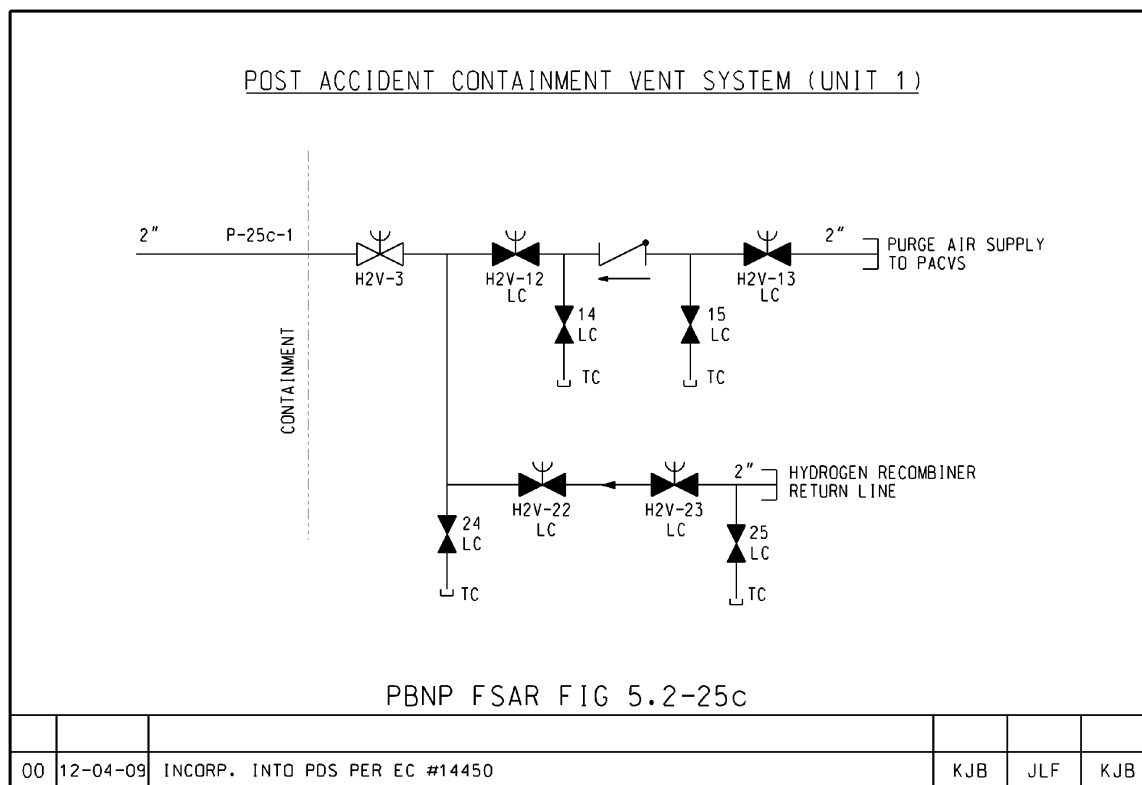 POST ACCIDENT CONTAINMENT VENT SYSTEM (UNIT 1)
2" P-25c-1
H2V-3
H2V-12
LC
H2V-13
LC
2"
PURGE AIR SUPPLY
TO PACVS
14
LC
TC
15
LC
TC
CONTAINMENT
2"
HYDROGEN RECOMBINER
RETURN LINE
H2V-22
LC
H2V-23
LC
24
LC
TC
25
LC
TC
PBNP FSAR FIG 5.2-25c
00 12-04-09 INCORP. INTO PDS PER EC #14450 KJB JLF KJB